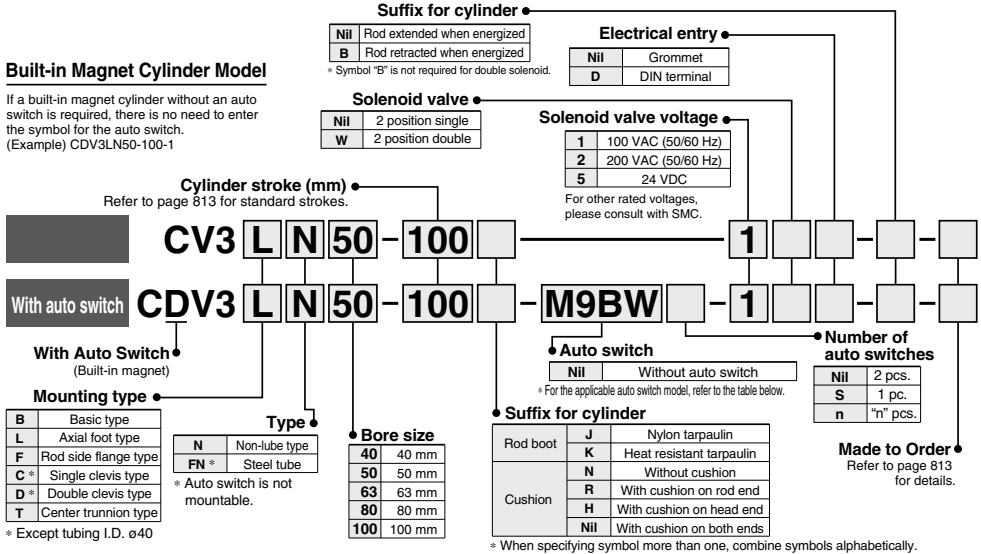 Suffix for cylinder
Nil Rod extended when energized
B Rod retracted when energized
* Symbol "B" is not required for double solenoid.
Electrical entry
Nil Grommet
D DIN terminal
Built-in Magnet Cylinder Model
If a built-in magnet cylinder without an auto
switch is required, there is no need to enter
the symbol for the auto switch.
(Example) CDV3LN50-100-1
Solenoid valve
Nil 2 position single
W 2 position double
Solenoid valve voltage
1 100 VAC (50/60 Hz)
2 200 VAC (50/60 Hz)
5 24 VDC
For other rated voltages,
please consult with SMC.
Cylinder stroke (mm)
Refer to page 813 for standard strokes.
CV3 L N 50 - 100 1 - -
With auto switch CDV3 L N 50 - 100 - M9BW - 1 - -
With Auto Switch
(Built-in magnet)
Mounting type
B Basic type
L Axial foot type
F Rod side flange type
C * Single clevis type
D * Double clevis type
T Center trunnion type
* Except tubing I.D. ø40
Type
N Non-lube type
FN * Steel tube
* Auto switch is not
mountable.
Bore size
40 40 mm
50 50 mm
63 63 mm
80 80 mm
100 100 mm
Auto switch
Nil Without auto switch
* For the applicable auto switch model, refer to the table below.
Suffix for cylinder
Rod boot J Nylon tarpaulin
K Heat resistant tarpaulin
Cushion N Without cushion
R With cushion on rod end
H With cushion on head end
Nil With cushion on both ends
* When specifying symbol more than one, combine symbols alphabetically.
Number of
auto switches
Nil 2 pcs.
S 1 pc.
n "n" pcs.
Made to Order
Refer to page 813
for details.